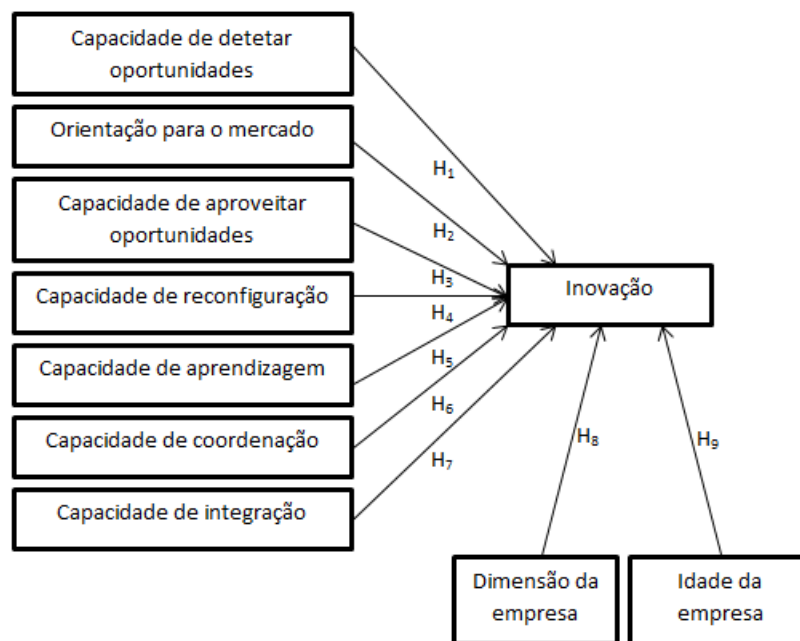 Capacidade de detetar
oportunidades
Orientação para o mercado
Capacidade de aproveitar
oportunidades
Capacidade de reconfiguração
Capacidade de aprendizagem
Capacidade de coordenação
Capacidade de integração
H₁
H₂
H₃
H₄
H₅
H₆
H₇
Inovação
H₈
H₉
Dimensão da
empresa
Idade da
empresa